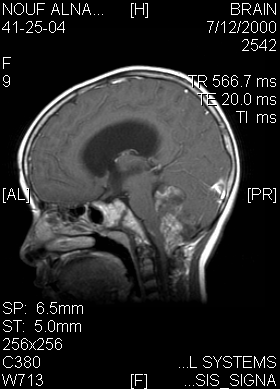 NOUF ALNA...
[H]
BRAIN
41-25-04
7/12/2000
2542
F
9
TR 566.7 ms
TE 20.0 ms
TI ms
[AL]
[PR]
SP: 6.5mm
ST: 5.0mm
256x256
C380
...L SYSTEMS
W713
[F]
...SIS_SIGNA